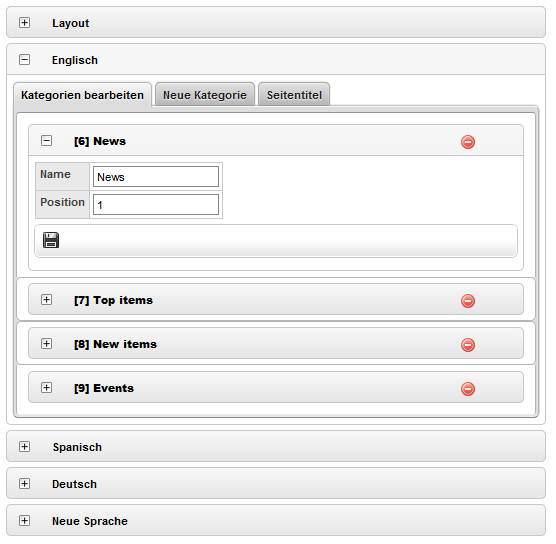 Layout
Englisch
Kategorien bearbeiten Neue Kategorie Seitentitel
[6] News
Name News
Position 1
[7] Top items
[8] New items
[9] Events
Spanisch
Deutsch
Neue Sprache